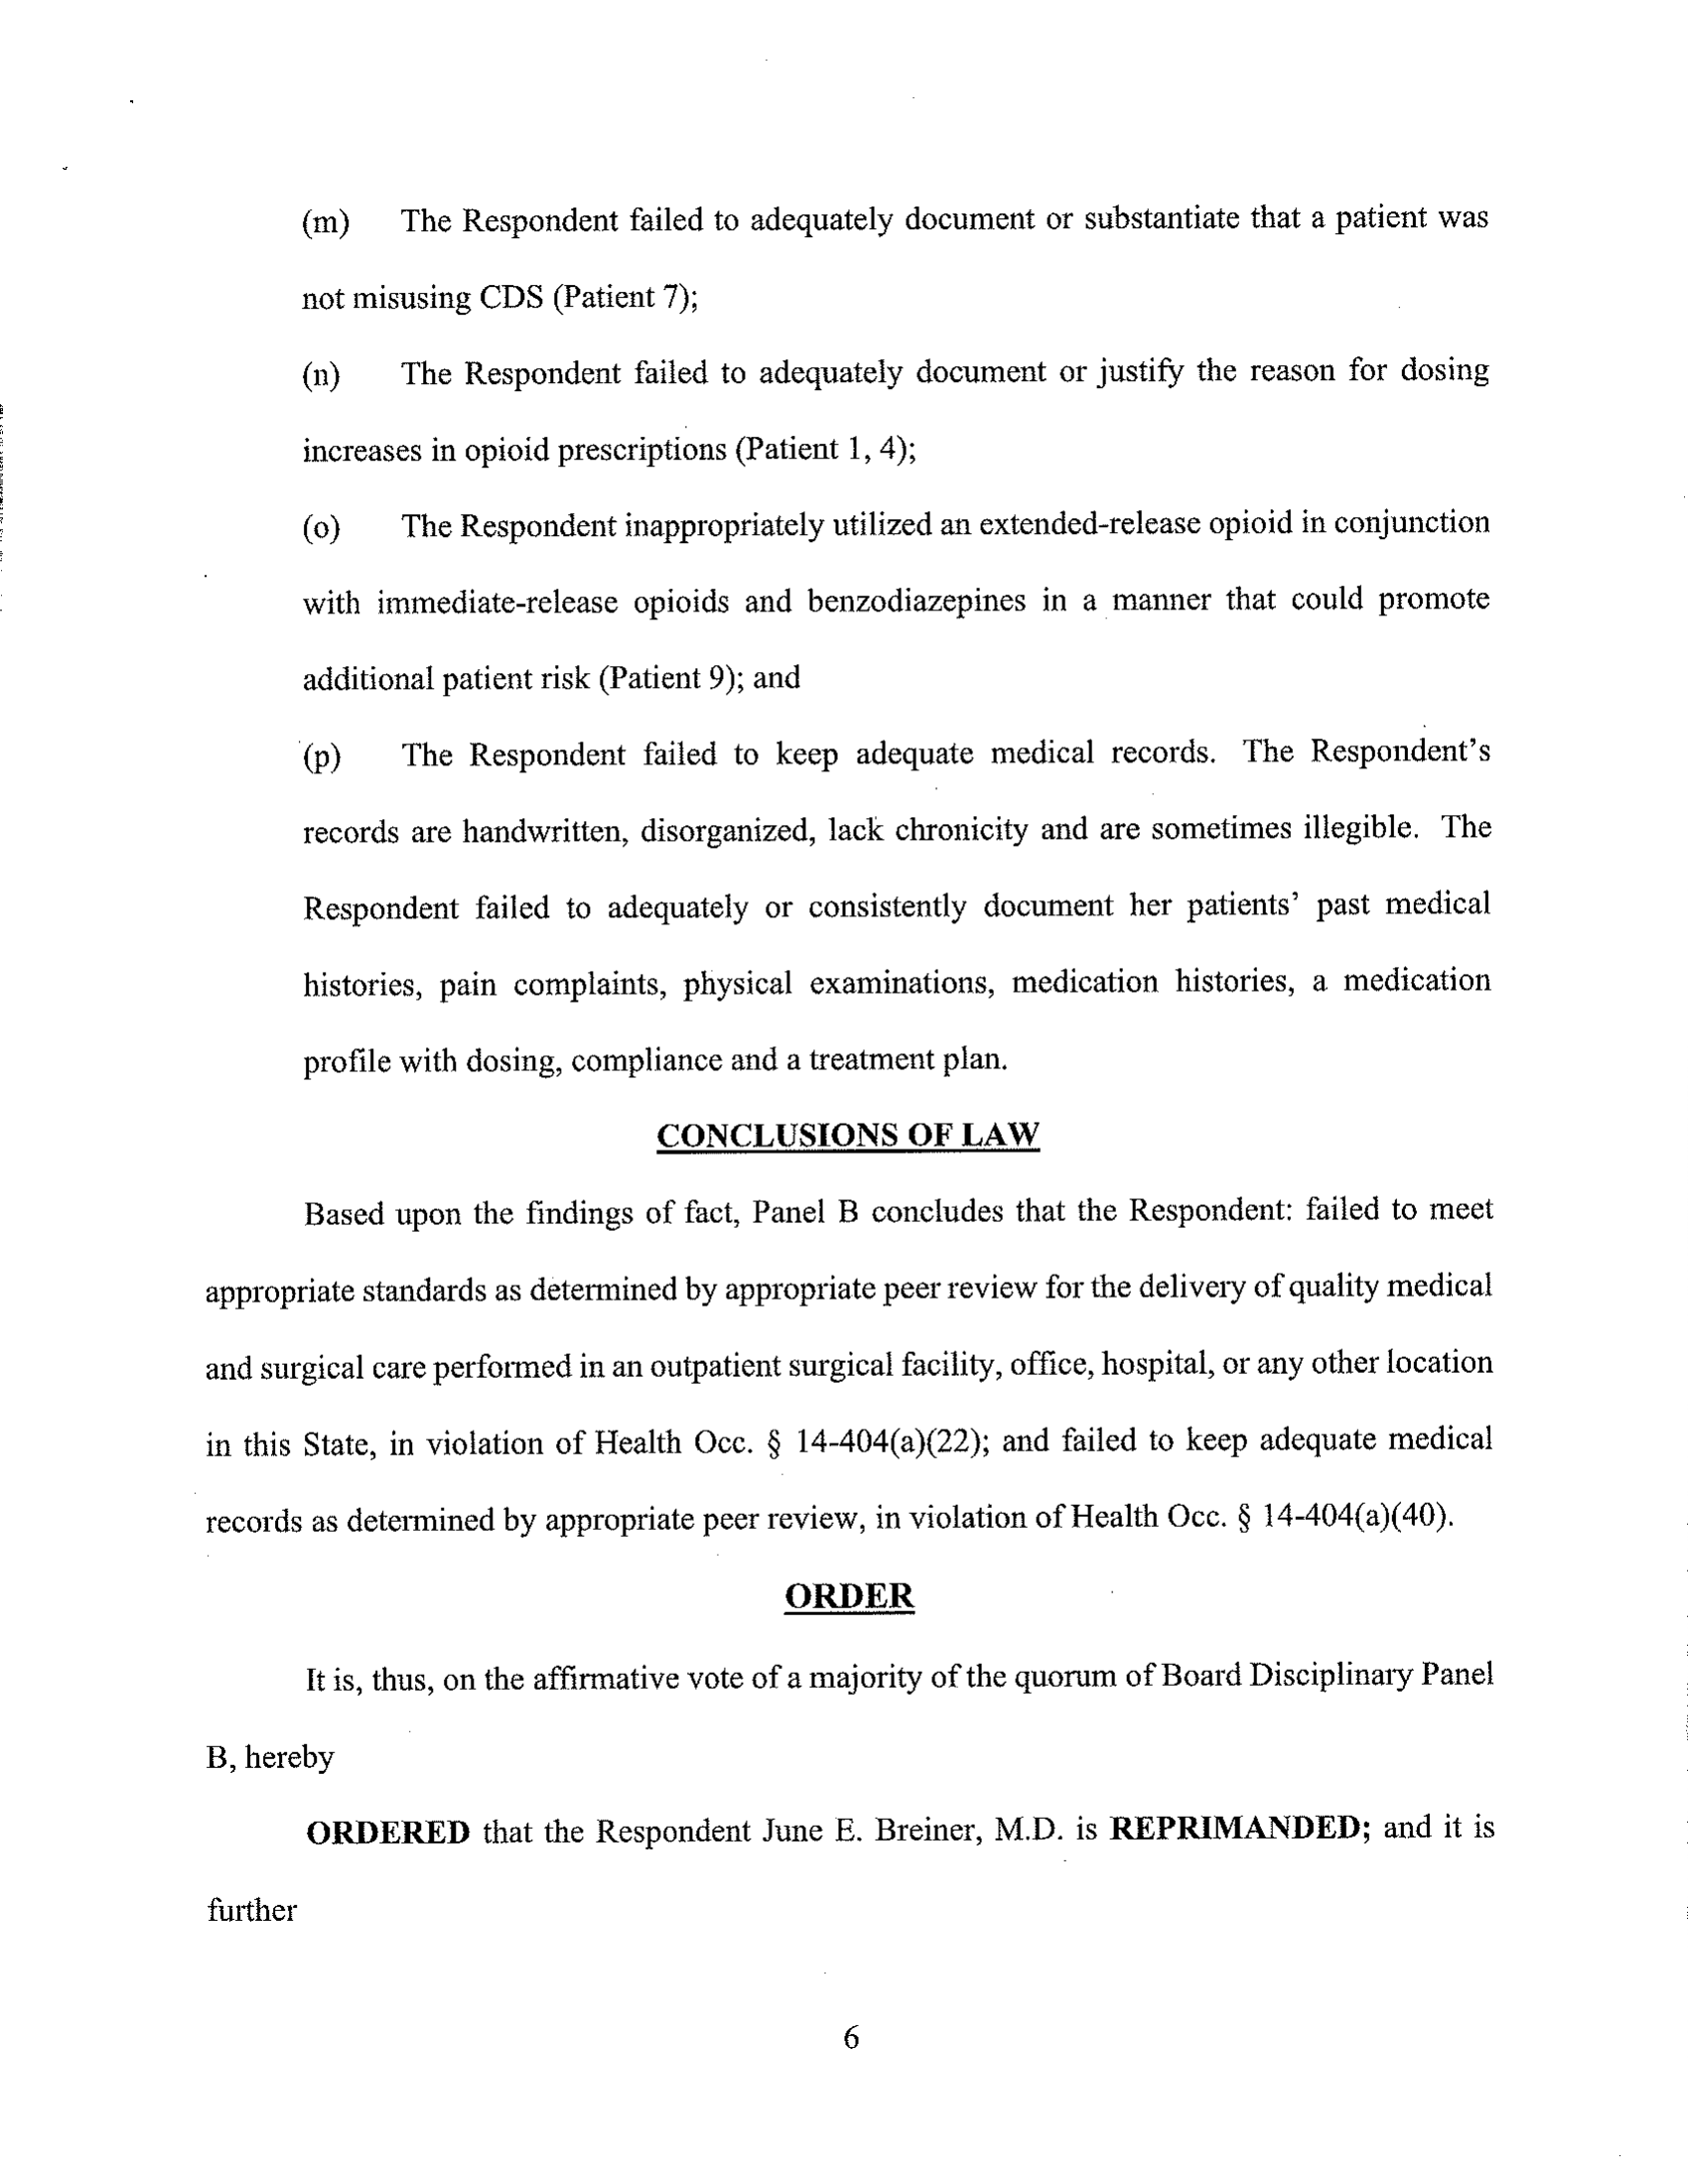 (m) The Respondent failed to adequately document or substantiate that a patient was
not misusing CDS (Patient 7);
(n) The Respondent failed to adequately document or justify the reason for dosing
increases in opioid prescriptions (Patient 1, 4);
(o) The Respondent inappropriately utilized an extended-release opioid in conjunction
with immediate-release opioids and benzodiazepines in a manner that could promote
additional patient risk (Patient 9); and
(p) The Respondent failed to keep adequate medical records. The Respondent's
records are handwritten, disorganized, lack chronicity and are sometimes illegible. The
Respondent failed to adequately or consistently document her patients' past medical
histories, pain complaints, physical examinations, medication histories, a medication
profile with dosing, compliance and a treatment plan.
CONCLUSIONS OF LAW
Based upon the findings of fact, Panel B concludes that the Respondent: failed to meet
appropriate standards as determined by appropriate peer review for the delivery of quality medical
and surgical care performed in an outpatient surgical facility, office, hospital, or any other location
in this State, in violation of Health Occ. § 14-404(a)(22); and failed to keep adequate medical
records as determined by appropriate peer review, in violation of Health Occ. § 14-404(a)(40).
ORDER
It is, thus, on the affirmative vote of a majority of the quorum of Board Disciplinary Panel
B, hereby
ORDERED that the Respondent June E. Breiner, M.D. is REPRIMANDED; and it is
further
6